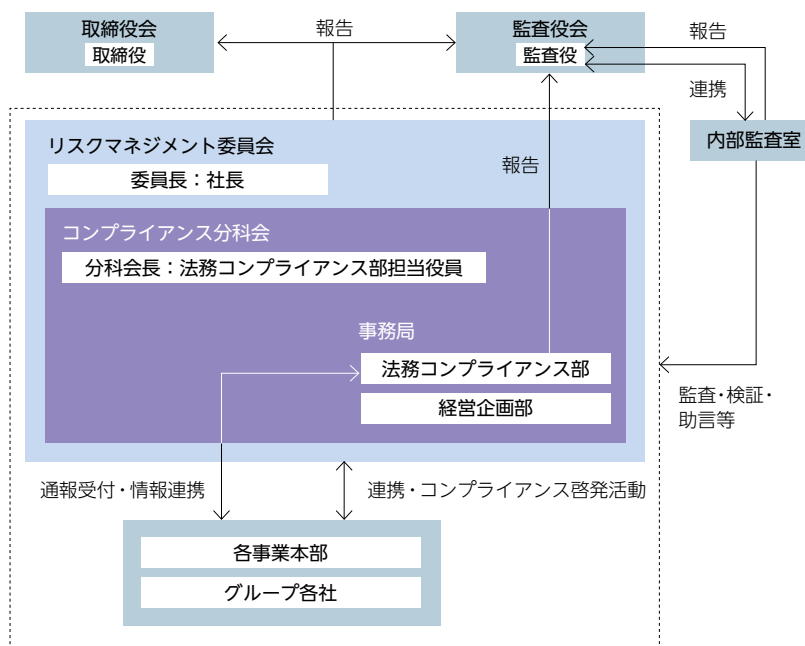 取締役会
取締役
報告
監査役会
監査役
報告
連携
内部監査室
リスクマネジメント委員会
委員長：社長
報告
コンプライアンス分科会
分科会長：法務コンプライアンス部担当役員
事務局
法務コンプライアンス部
経営企画部
監査・検証・
助言等
通報受付・情報連携
連携・コンプライアンス啓発活動
各事業本部
グループ各社